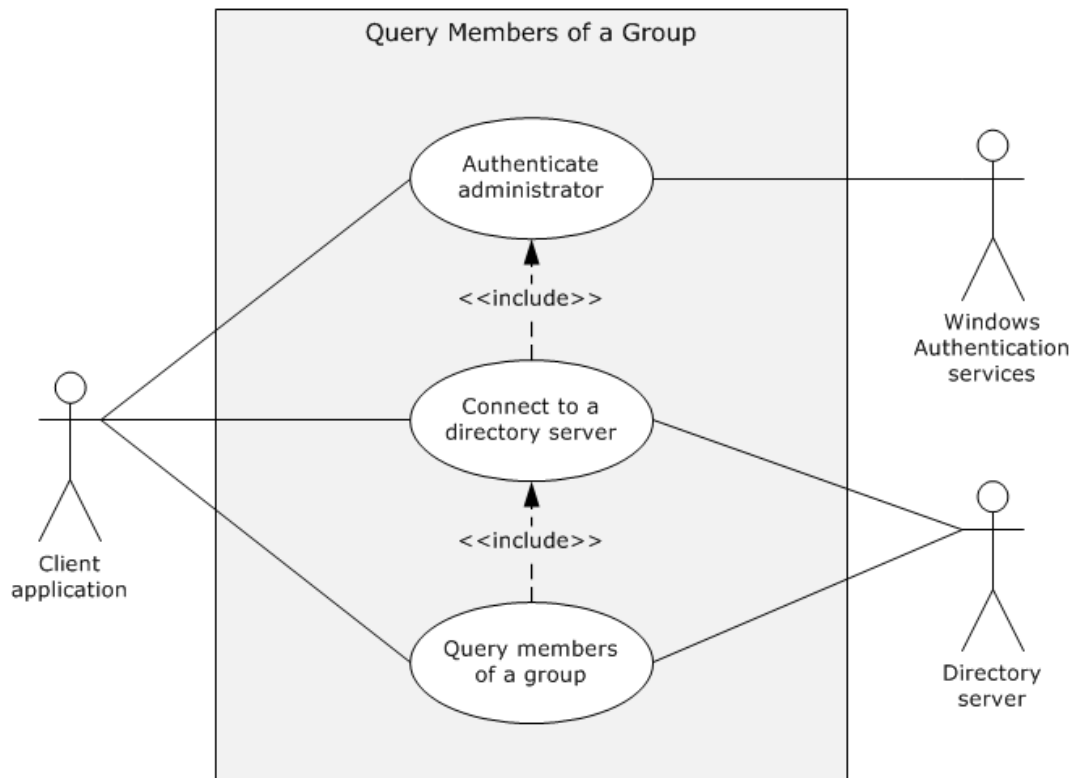 Query Members of a Group
Authenticate
administrator
<<include>>
Windows
Authentication
services
Connect to a
directory server
Client
application
<<include>>
Query members
of a group
Directory
server